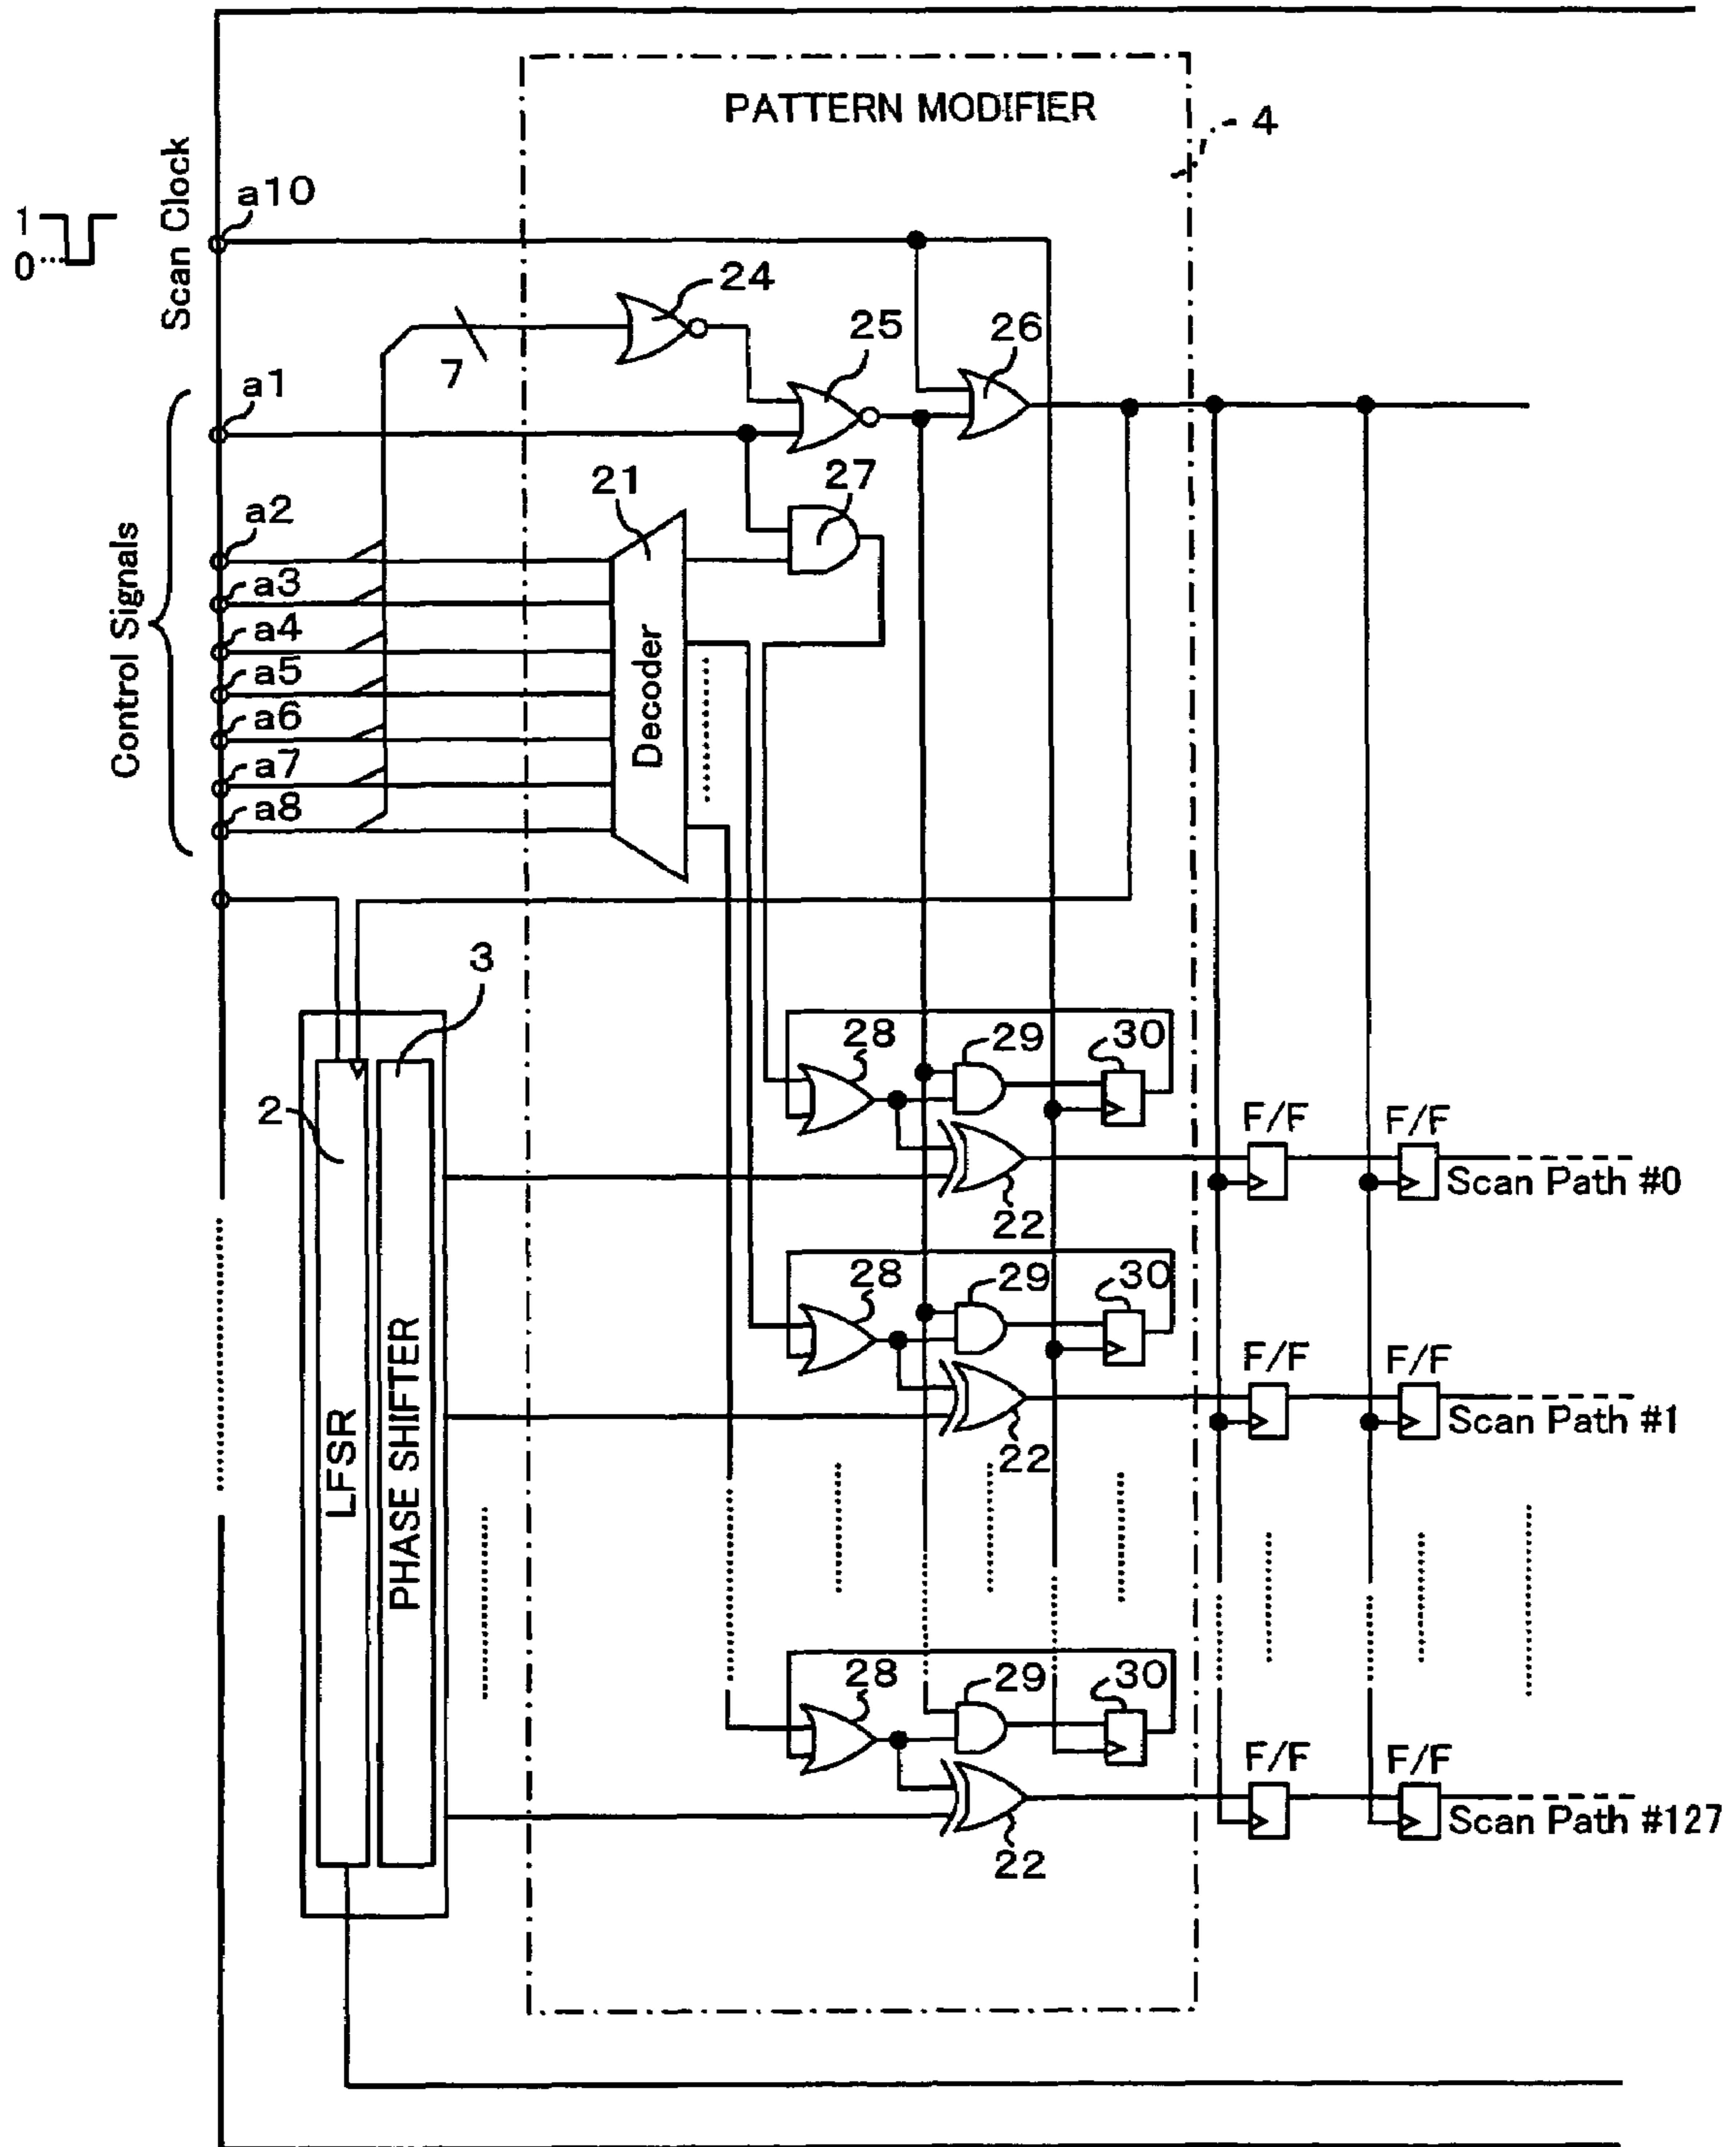 PATTERN MODIFIER
4
Scan Clock
a10
1
0
24
7
25
26
a1
Control Signals
a2
21
27
a3
a4
a5
a6
a7
a8
Decoder
3
2
LFSR
PHASE SHIFTER
28
29
30
F/F
F/F
Scan Path #0
22
28
29
30
F/F
F/F
Scan Path #1
22
28
29
30
F/F
F/F
Scan Path #127
22